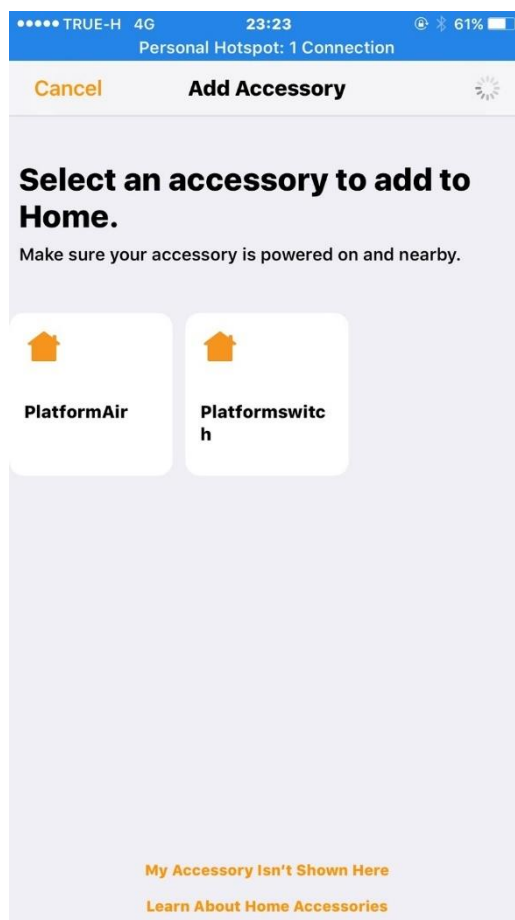 TRUE-H 4G 23:23 61%
Personal Hotspot: 1 Connection
Cancel Add Accessory
Select an accessory to add to
Home.
Make sure your accessory is powered on and nearby.
PlatformAir
Platformswitc
h
My Accessory Isn't Shown Here
Learn About Home Accessories